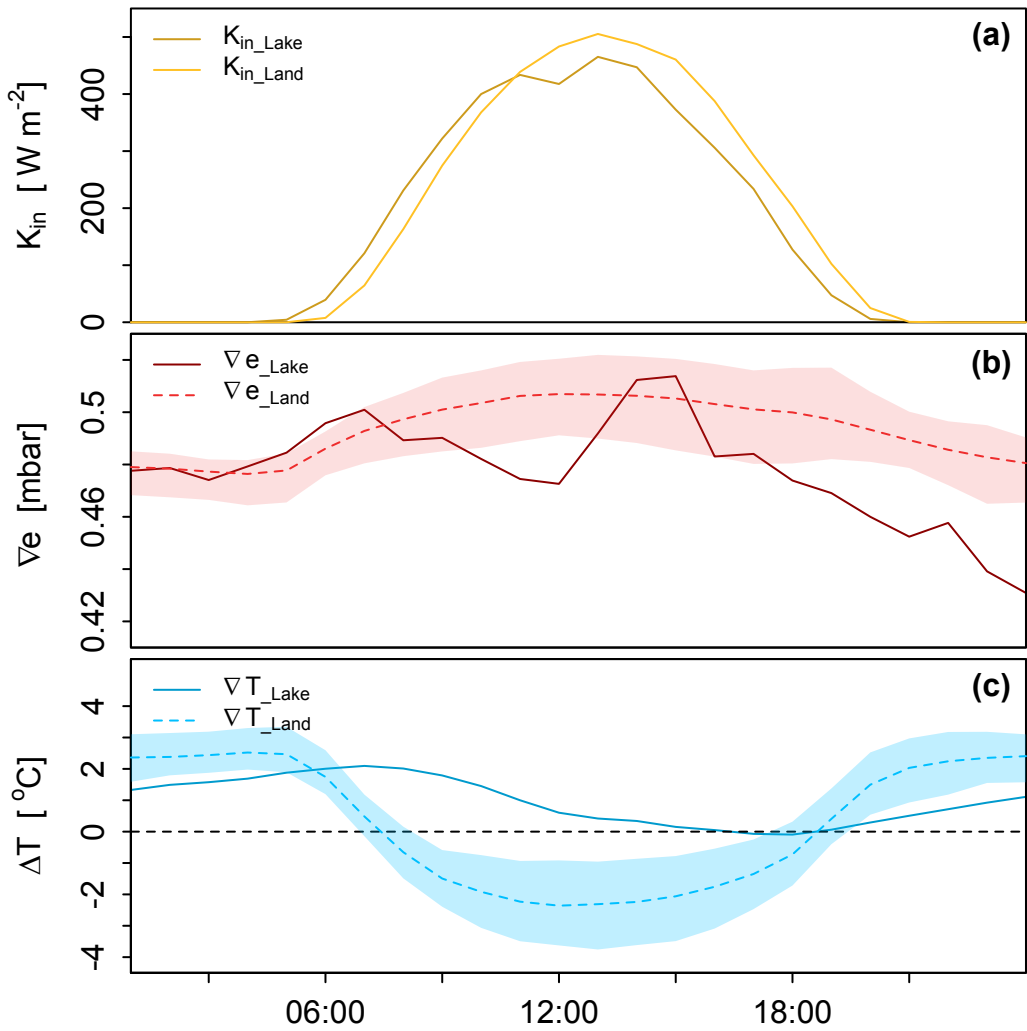 (a)
K_in_Lake
K_in_Land
K_in [ W m^-2]
400
200
0
(b)
∇ e_Lake
∇ e_Land
∇e [mbar]
0.5
0.46
0.42
(c)
∇ T_Lake
∇ T_Land
ΔT [ °C]
4
2
0
-2
-4
06:00 12:00 18:00